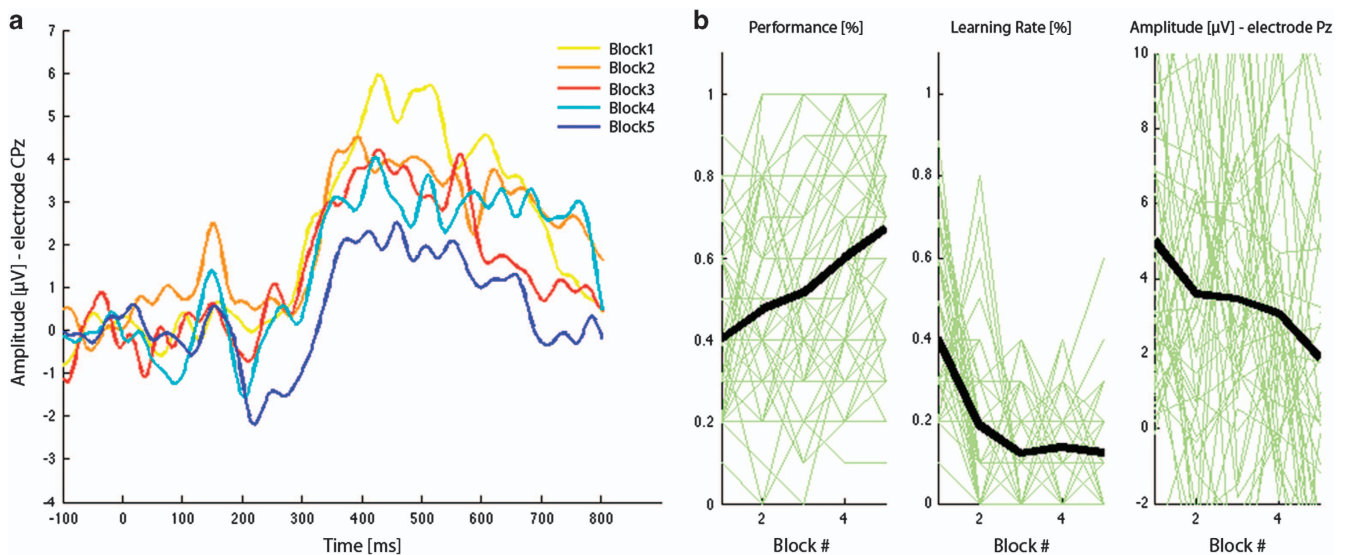 a
Amplitude [µV] - electrode CPz
7
6
5
4
3
2
1
0
-1
-2
-3
-4
-100 0 100 200 300 400 500 600 700 800
Time [ms]
Block1
Block2
Block3
Block4
Block5
b
Performance [%]
1
0.8
0.6
0.4
0.2
0
2 4
Block #
Learning Rate [%]
1
0.8
0.6
0.4
0.2
0
2 4
Block #
Amplitude [µV] - electrode Pz
10
8
6
4
2
0
-2
2 4
Block #